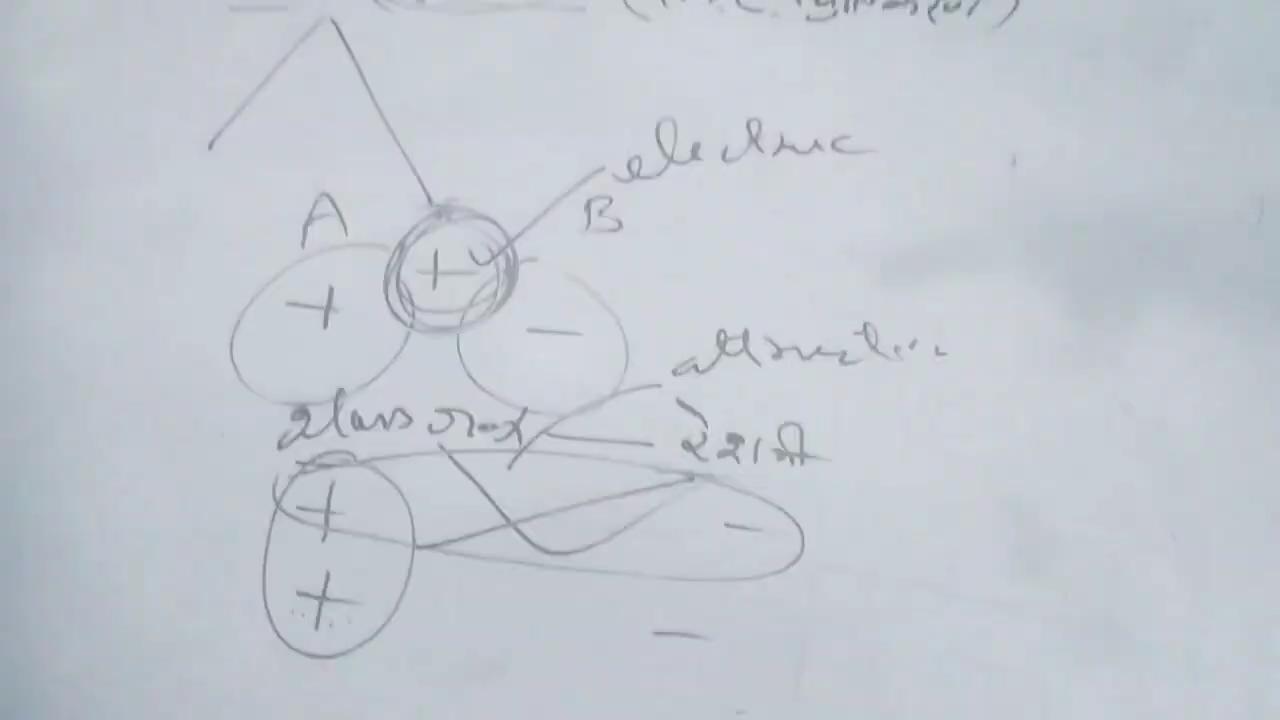 electric
A
B
+
+
−
attraction
glass rod
रेशमी
+
−
+
−